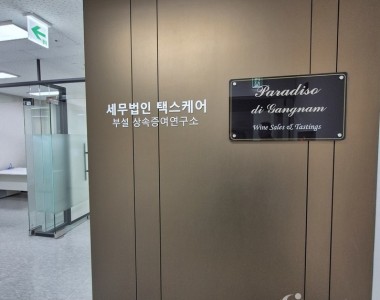 세무법인 택스케어
부설 상속증여연구소
Paradiso
di Gangnam
Wine Sales & Tastings